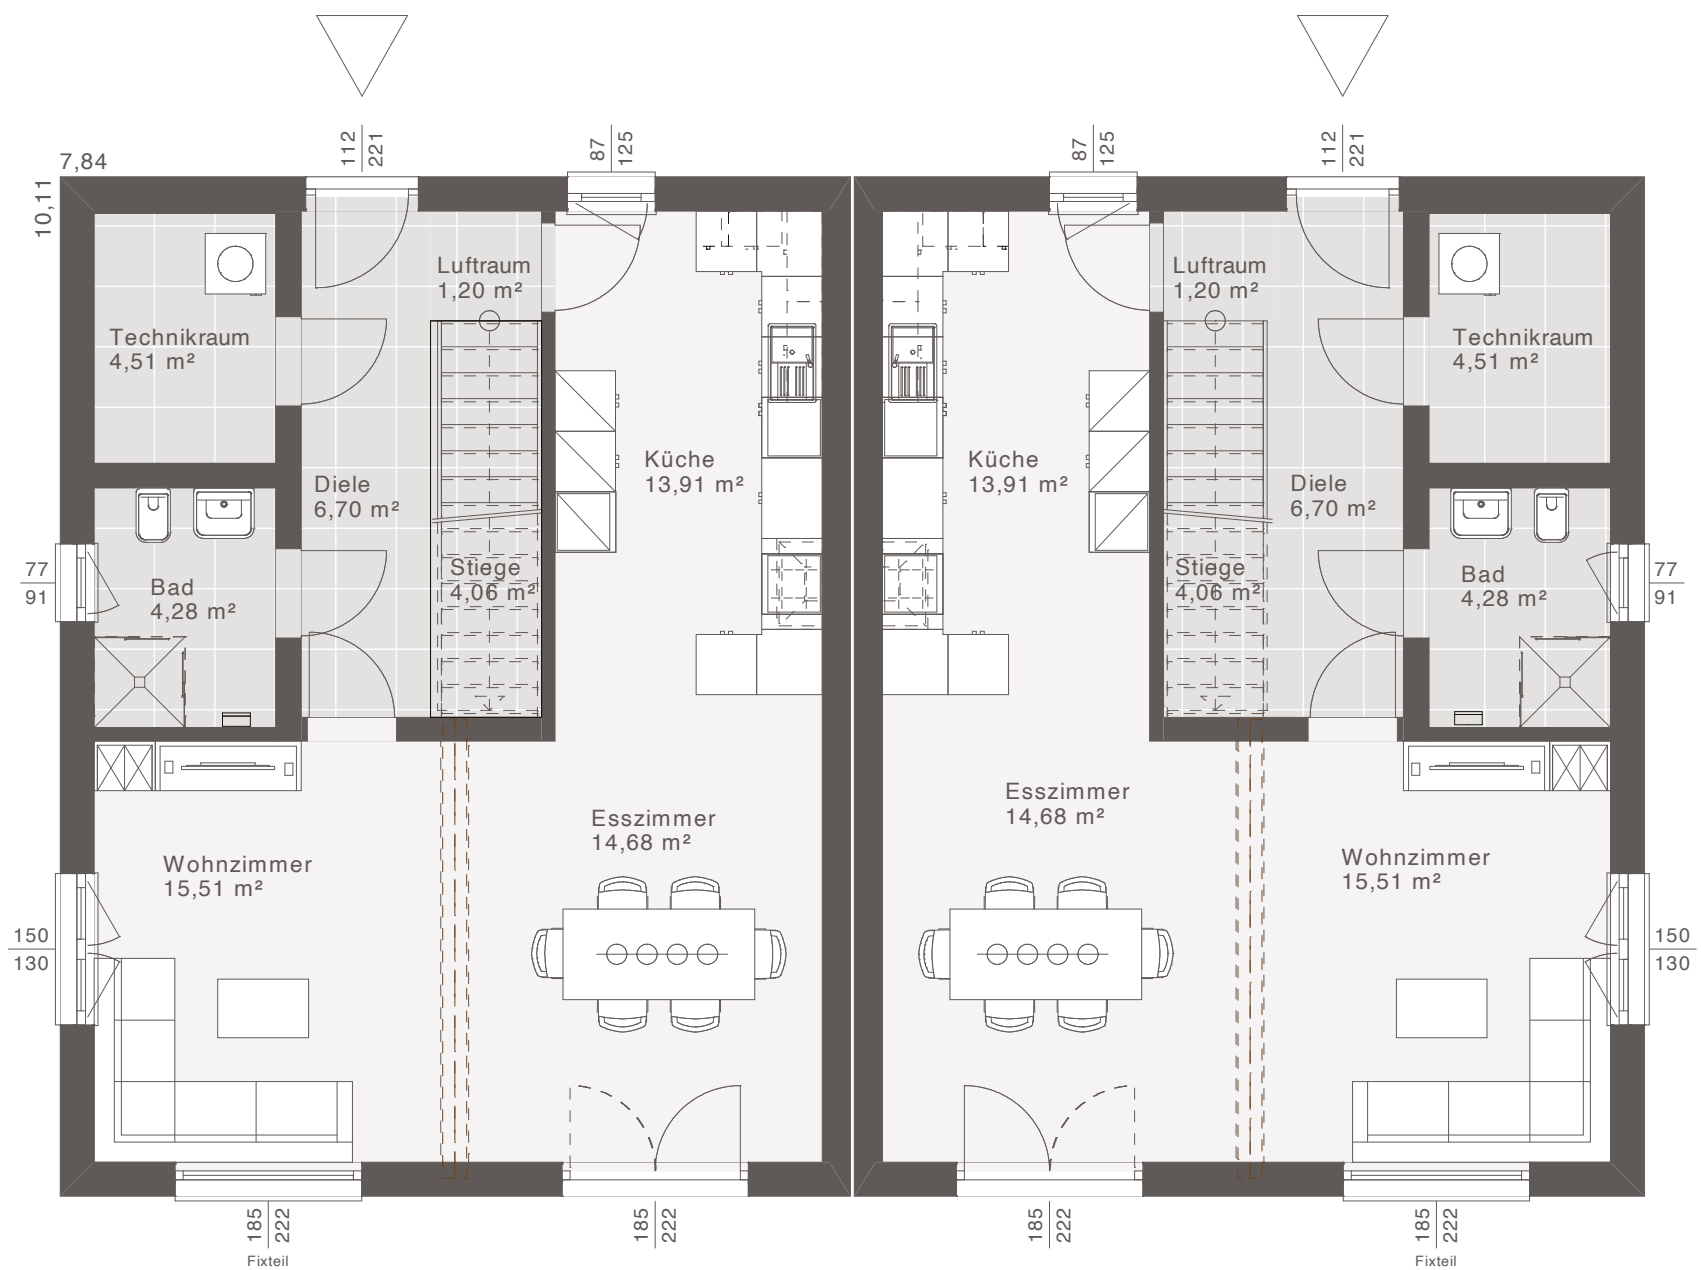 112
221
87
125
87
125
112
221
7,84
10,11
Luftraum
1,20 m²
Luftraum
1,20 m²
Technikraum
4,51 m²
Technikraum
4,51 m²
Küche
13,91 m²
Küche
13,91 m²
Diele
6,70 m²
Diele
6,70 m²
77
91
Bad
4,28 m²
Stiege
4,06 m²
Stiege
4,06 m²
Bad
4,28 m²
77
91
Esszimmer
14,68 m²
Esszimmer
14,68 m²
Wohnzimmer
15,51 m²
Wohnzimmer
15,51 m²
150
130
150
130
185
222
Fixteil
185
222
185
222
185
222
Fixteil